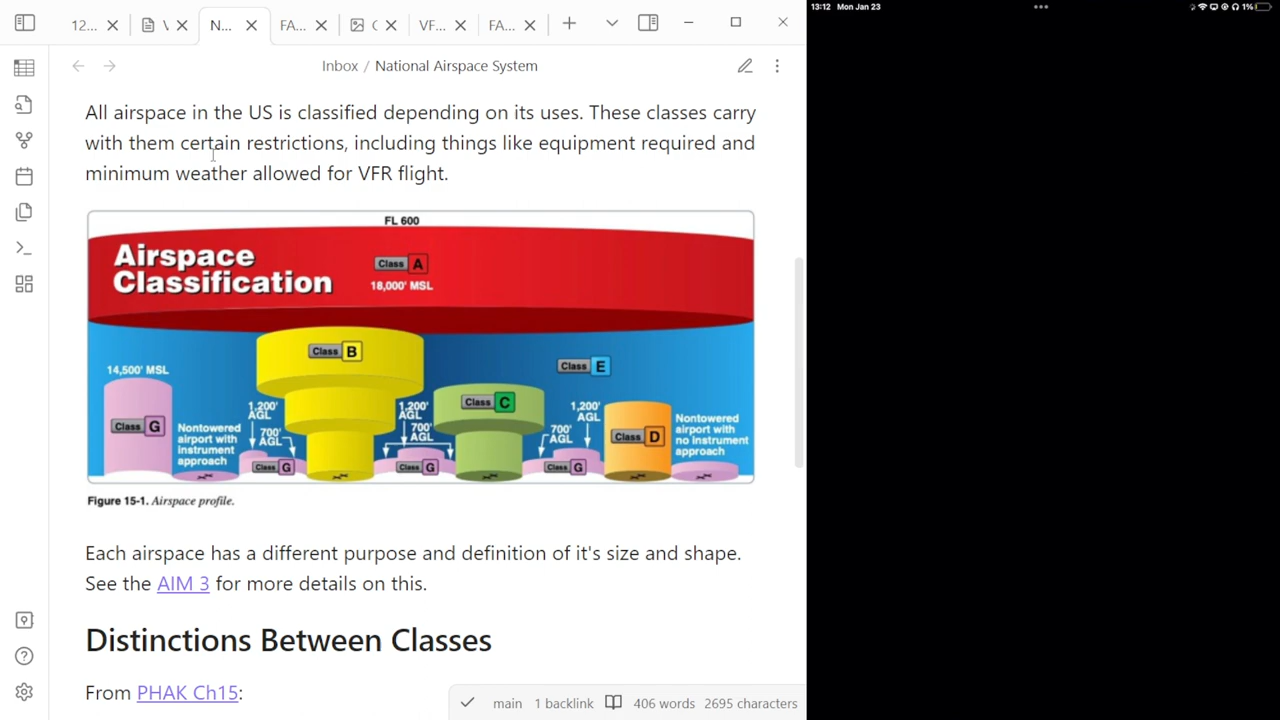 12...
V
N...
FA...
C
VF...
FA...
13:12 Mon Jan 23
1%
Inbox / National Airspace System
All airspace in the US is classified depending on its uses. These classes carry
with them certain restrictions, including things like equipment required and
minimum weather allowed for VFR flight.
FL 600
Airspace
Classification
Class A
18,000' MSL
Class B
14,500' MSL
Class E
Class C
1,200'
AGL
1,200'
AGL
1,200'
AGL
Class G
Nontowered
airport with
instrument
approach
700'
AGL
700'
AGL
700'
AGL
Class D
Nontowered
airport with
no instrument
approach
Class G
Class G
Class G
Figure 15-1. Airspace profile.
Each airspace has a different purpose and definition of it's size and shape.
See the AIM 3 for more details on this.
Distinctions Between Classes
From PHAK Ch15:
main 1 backlink 406 words 2695 characters